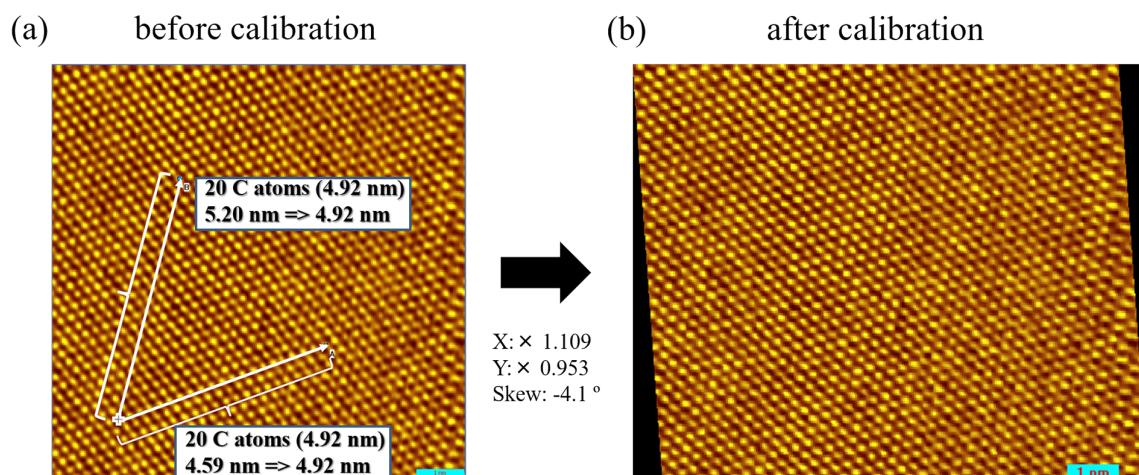 (a) before calibration
(b) after calibration
20 C atoms (4.92 nm)
5.20 nm => 4.92 nm
B
A
X: × 1.109
Y: × 0.953
Skew: -4.1 º
20 C atoms (4.92 nm)
4.59 nm => 4.92 nm
1 nm